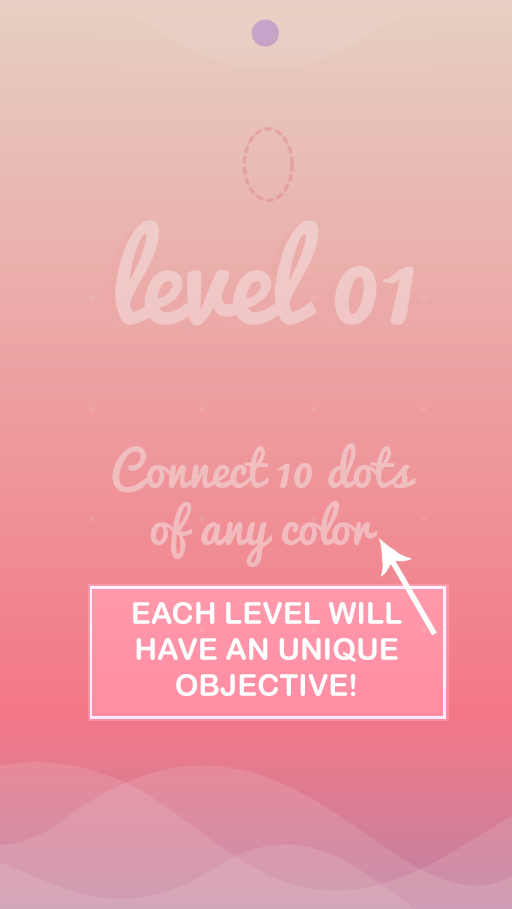 level 01
Connect 10 dots
of any color
EACH LEVEL WILL
HAVE AN UNIQUE
OBJECTIVE!